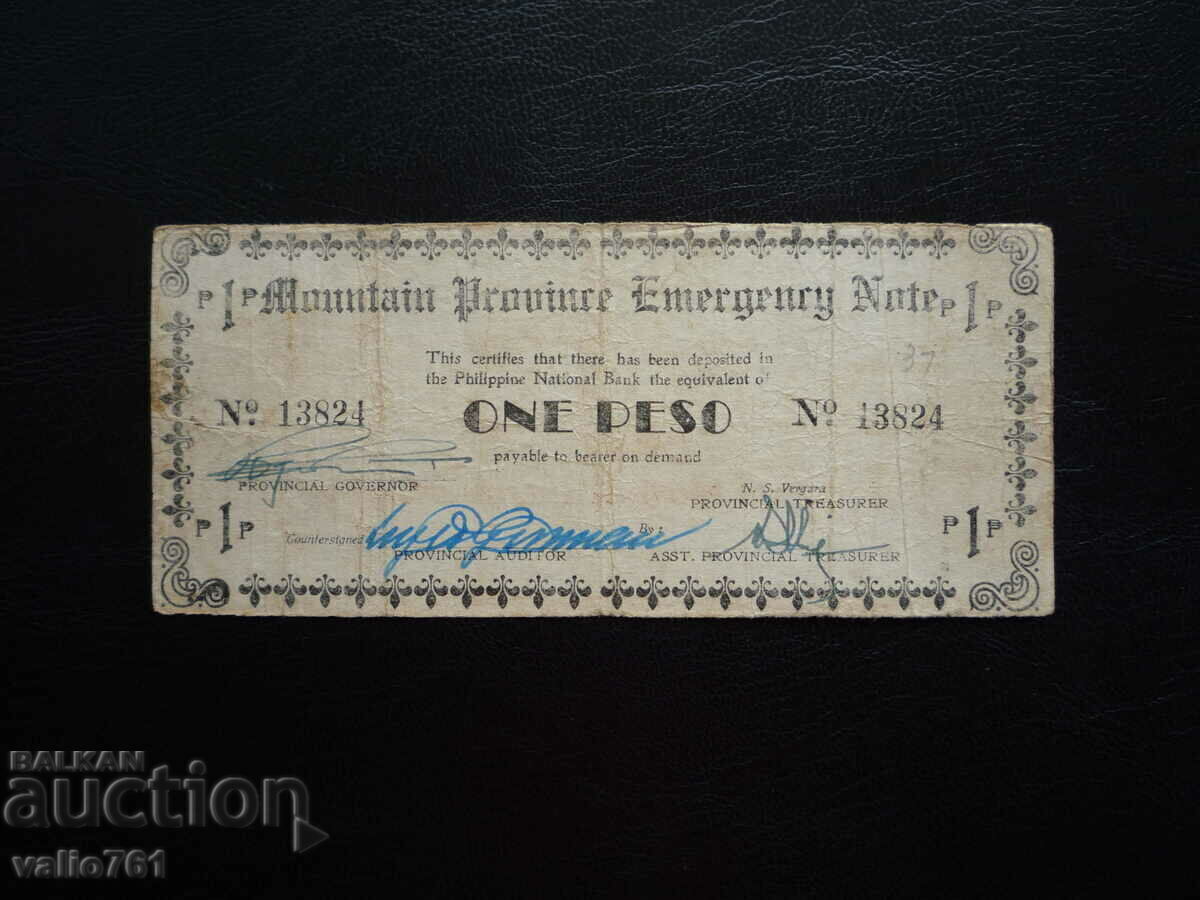 P 1 P Mountain Province Emergency Note P 1 P
37
This certifies that there has been deposited in
the Philippine National Bank the equivalent of
Nº 13824 ONE PESO Nº 13824
payable to bearer on demand
PROVINCIAL GOVERNOR
N. S. Vergara
PROVINCIAL TREASURER
P 1 P P 1 P
Countersigned By:
PROVINCIAL AUDITOR ASST. PROVINCIAL TREASURER
BALKAN
auction
valio761